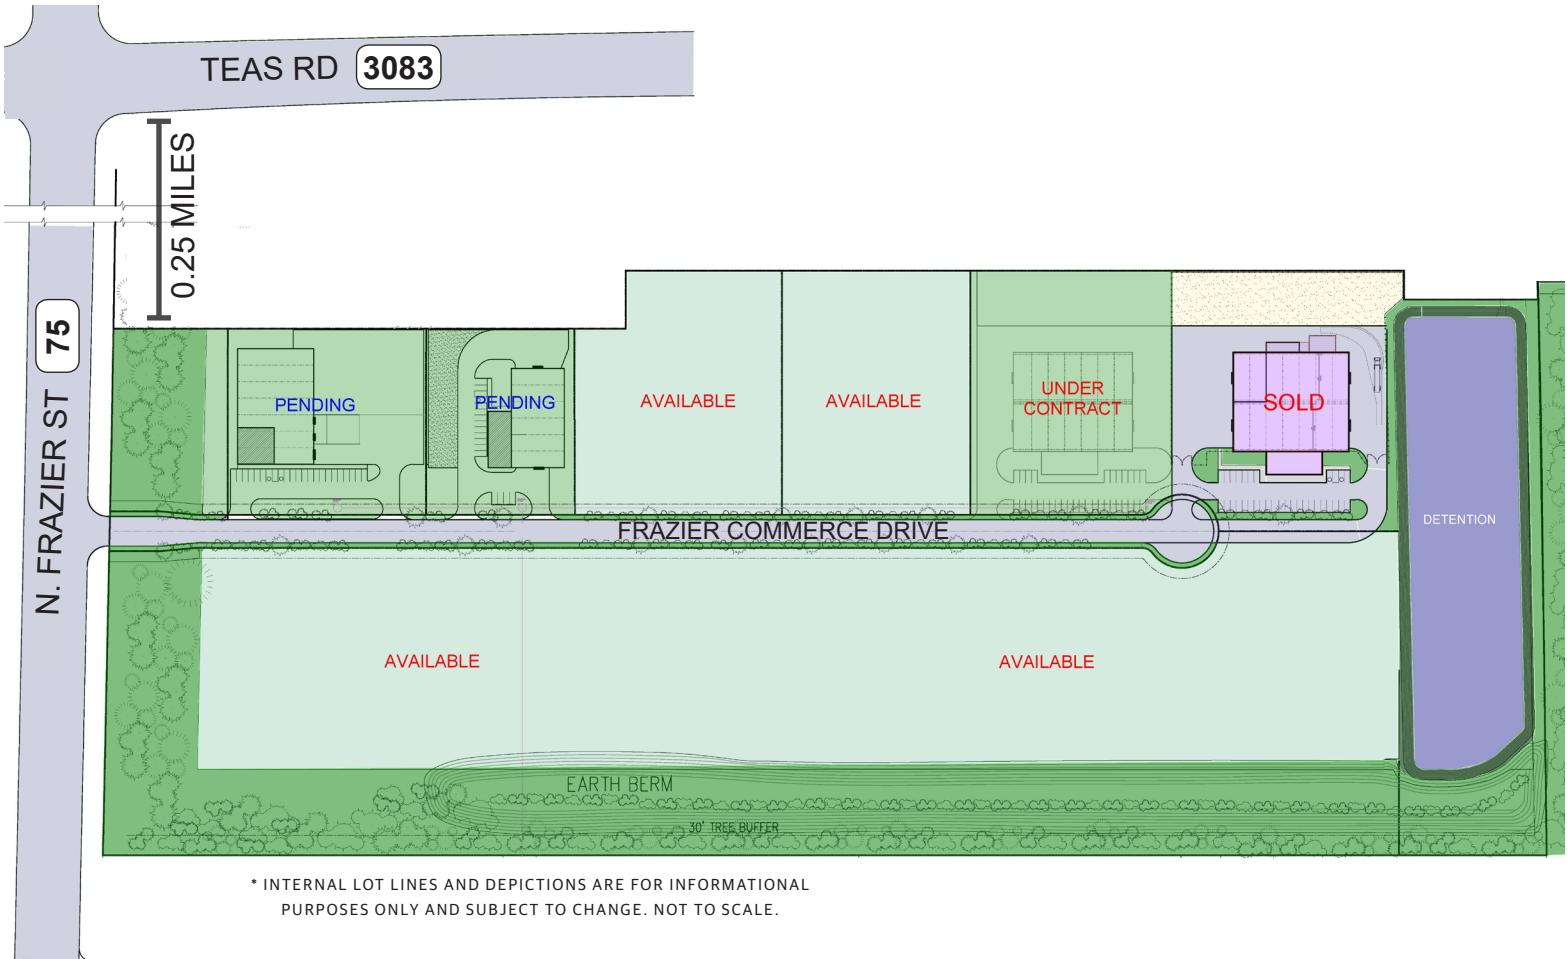 TEAS RD 3083
0.25 MILES
75
N. FRAZIER ST
PENDING
PENDING
AVAILABLE
AVAILABLE
UNDER
CONTRACT
SOLD
DETENTION
FRAZIER COMMERCE DRIVE
AVAILABLE
AVAILABLE
EARTH BERM
30' TREE BUFFER
* INTERNAL LOT LINES AND DEPICTIONS ARE FOR INFORMATIONAL
PURPOSES ONLY AND SUBJECT TO CHANGE. NOT TO SCALE.